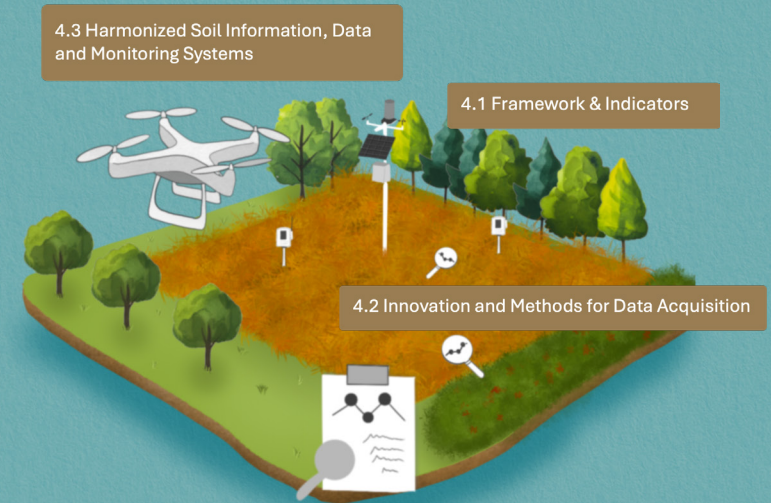 4.3 Harmonized Soil Information, Data
and Monitoring Systems
4.1 Framework & Indicators
4.2 Innovation and Methods for Data Acquisition